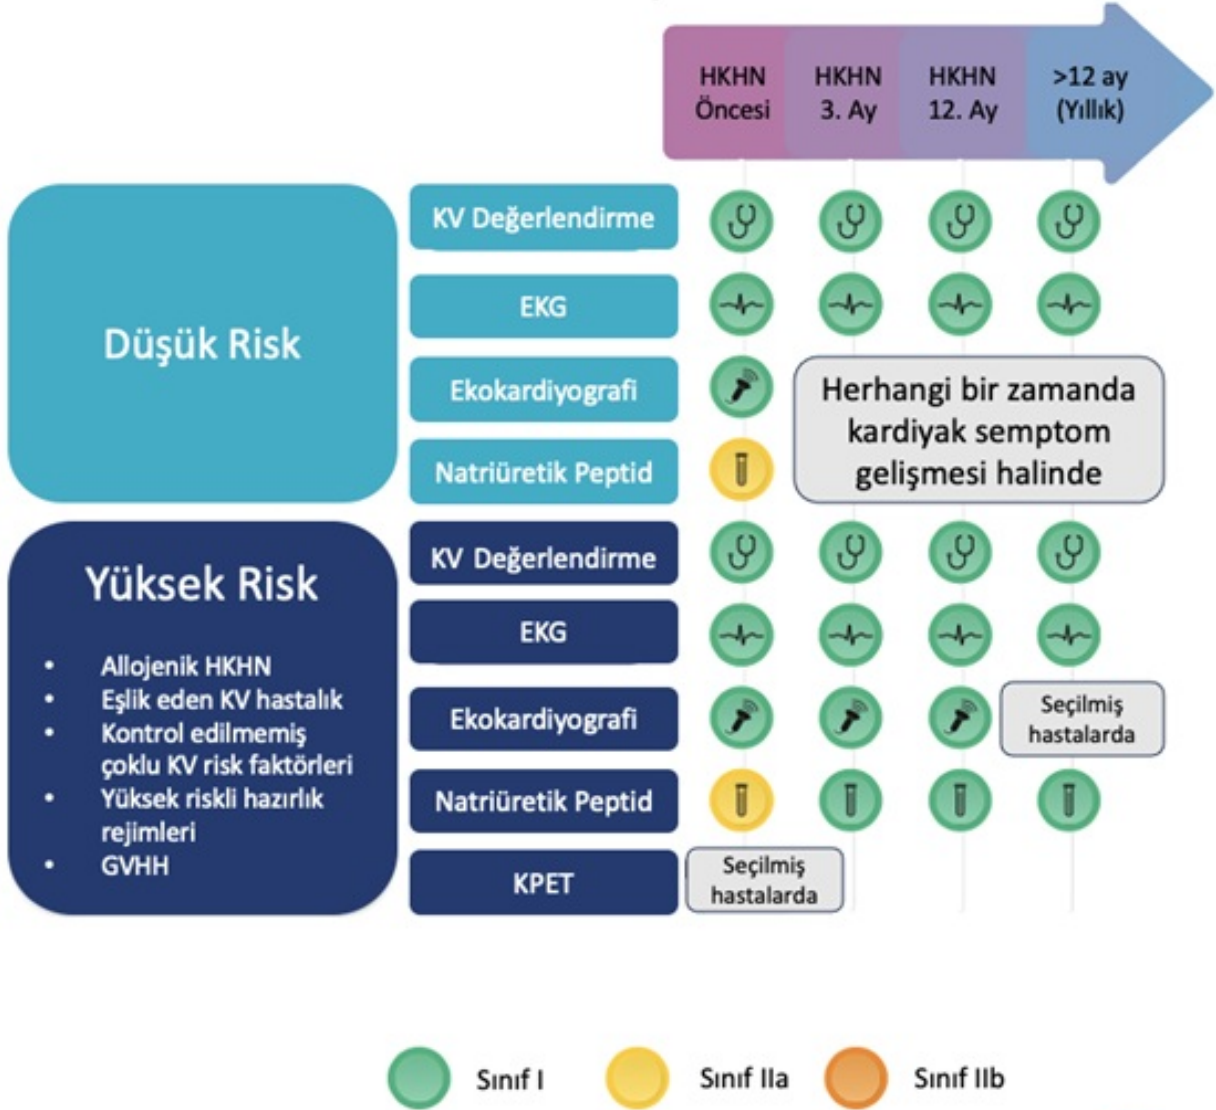 HKHN
Öncesi
HKHN
3. Ay
HKHN
12. Ay
>12 ay
(Yıllık)
Düşük Risk
KV Değerlendirme
EKG
Ekokardiyografi
Natriüretik Peptid
Herhangi bir zamanda
kardiyak semptom
gelişmesi halinde
Yüksek Risk
• Allojenik HKHN
• Eşlik eden KV hastalık
• Kontrol edilmemiş
çoklu KV risk faktörleri
• Yüksek riskli hazırlık
rejimleri
• GVHH
KV Değerlendirme
EKG
Ekokardiyografi
Seçilmiş
hastalarda
Natriüretik Peptid
KPET
Seçilmiş
hastalarda
Sınıf I
Sınıf IIa
Sınıf IIb